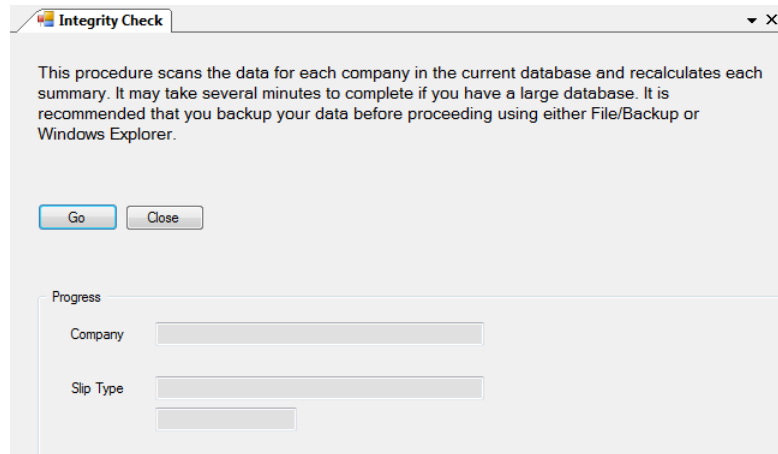 Integrity Check
This procedure scans the data for each company in the current database and recalculates each
summary. It may take several minutes to complete if you have a large database. It is
recommended that you backup your data before proceeding using either File/Backup or
Windows Explorer.
Go Close
Progress
Company
Slip Type